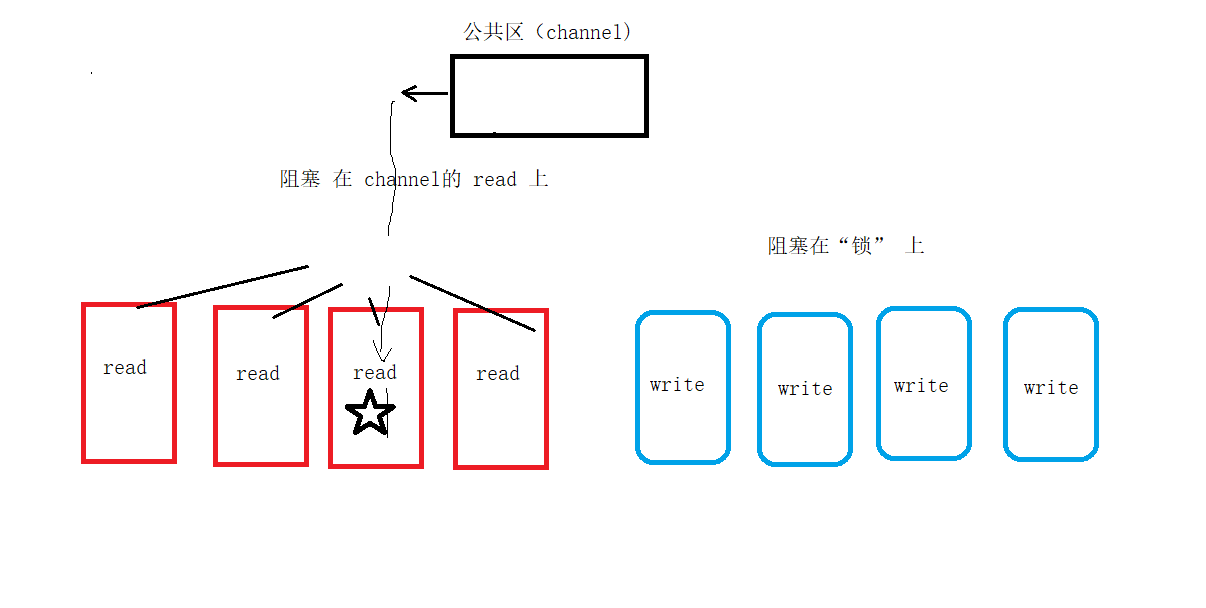 公共区（channel)
阻塞 在 channel的 read 上
阻塞在“锁” 上
read
read
read
read
write
write
write
write